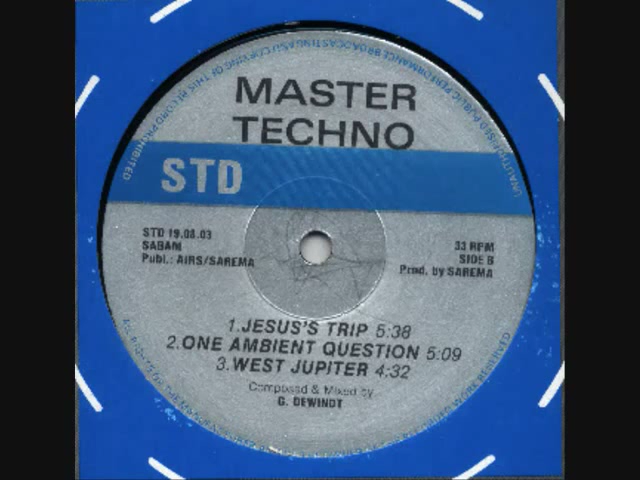 MASTER
TECHNO
STD
STD 19.08.03
SABAM
Publ.: AIRS/SAREMA
33 RPM
SIDE B
Prod. by SAREMA
1.JESUS'S TRIP 5:38
2.ONE AMBIENT QUESTION 5:09
3.WEST JUPITER 4:32
Composed & Mixed by
G. DEWINDT